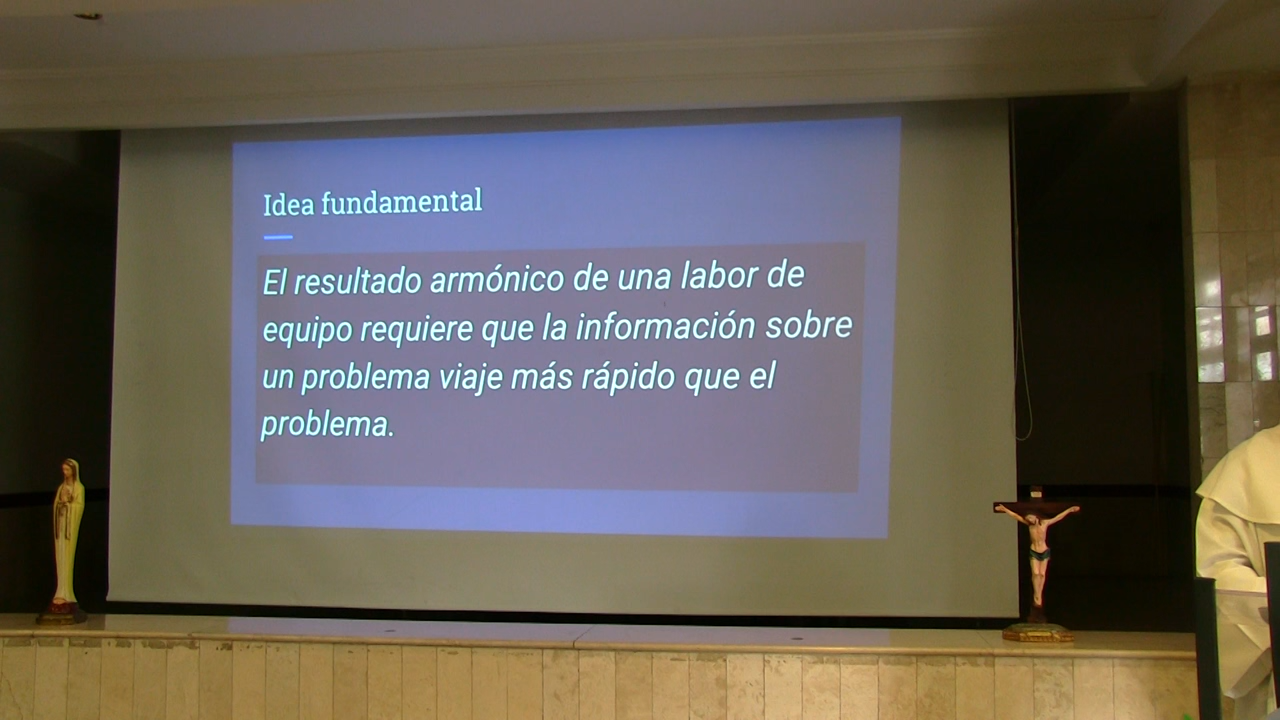 Idea fundamental
El resultado armónico de una labor de
equipo requiere que la información sobre
un problema viaje más rápido que el
problema.